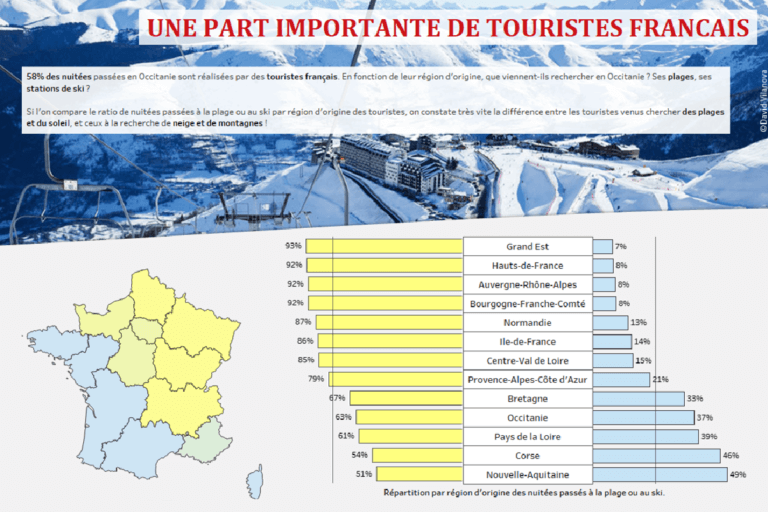 UNE PART IMPORTANTE DE TOURISTES FRANCAIS
58% des nuitées passées en Occitanie sont réalisées par des touristes français. En fonction de leur région d'origine, que viennent-ils rechercher en Occitanie ? Ses plages, ses
stations de ski ?
Si l'on compare le ratio de nuitées passées à la plage ou au ski par région d'origine des touristes, on constate très vite la différence entre les touristes venus chercher des plages
et du soleil, et ceux à la recherche de neige et de montagnes !
©David Vilanova
93% Grand Est 7%
92% Hauts-de-France 8%
92% Auvergne-Rhône-Alpes 8%
92% Bourgogne-Franche-Comté 8%
87% Normandie 13%
86% Ile-de-France 14%
85% Centre-Val de Loire 15%
79% Provence-Alpes-Côte d'Azur 21%
67% Bretagne 33%
63% Occitanie 37%
61% Pays de la Loire 39%
54% Corse 46%
51% Nouvelle-Aquitaine 49%
Répartition par région d'origine des nuitées passés à la plage ou au ski.